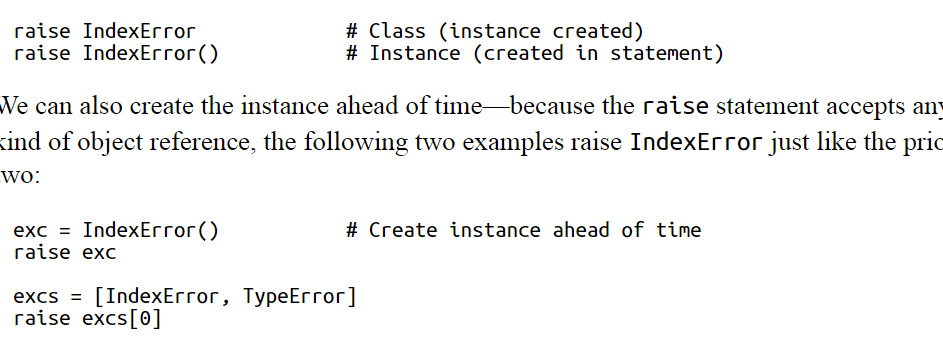 raise IndexError # Class (instance created)
raise IndexError() # Instance (created in statement)
We can also create the instance ahead of time—because the raise statement accepts any
kind of object reference, the following two examples raise IndexError just like the prio
two:
exc = IndexError() # Create instance ahead of time
raise exc
excs = [IndexError, TypeError]
raise excs[0]